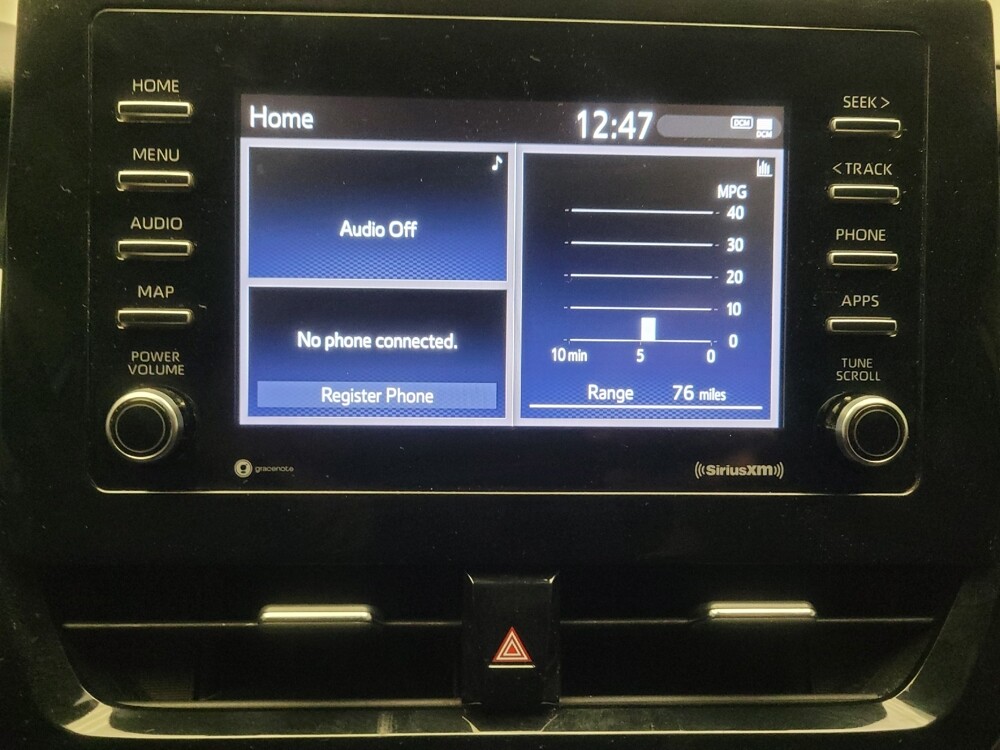 HOME
MENU
AUDIO
MAP
POWER
VOLUME
Home
12:47
DCM
DCM
Audio Off
No phone connected.
Register Phone
MPG
40
30
20
10
0
10 min 5 0
Range 76 miles
SEEK >
< TRACK
PHONE
APPS
TUNE
SCROLL
g gracenote
((SiriusXM))